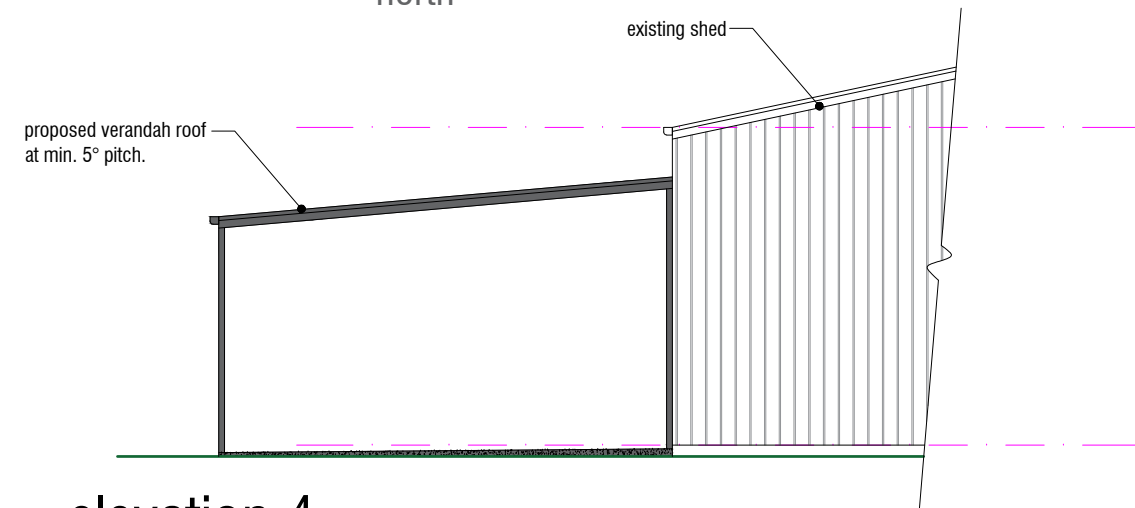 north
existing shed
proposed verandah roof
at min. 5° pitch.
elevation 4